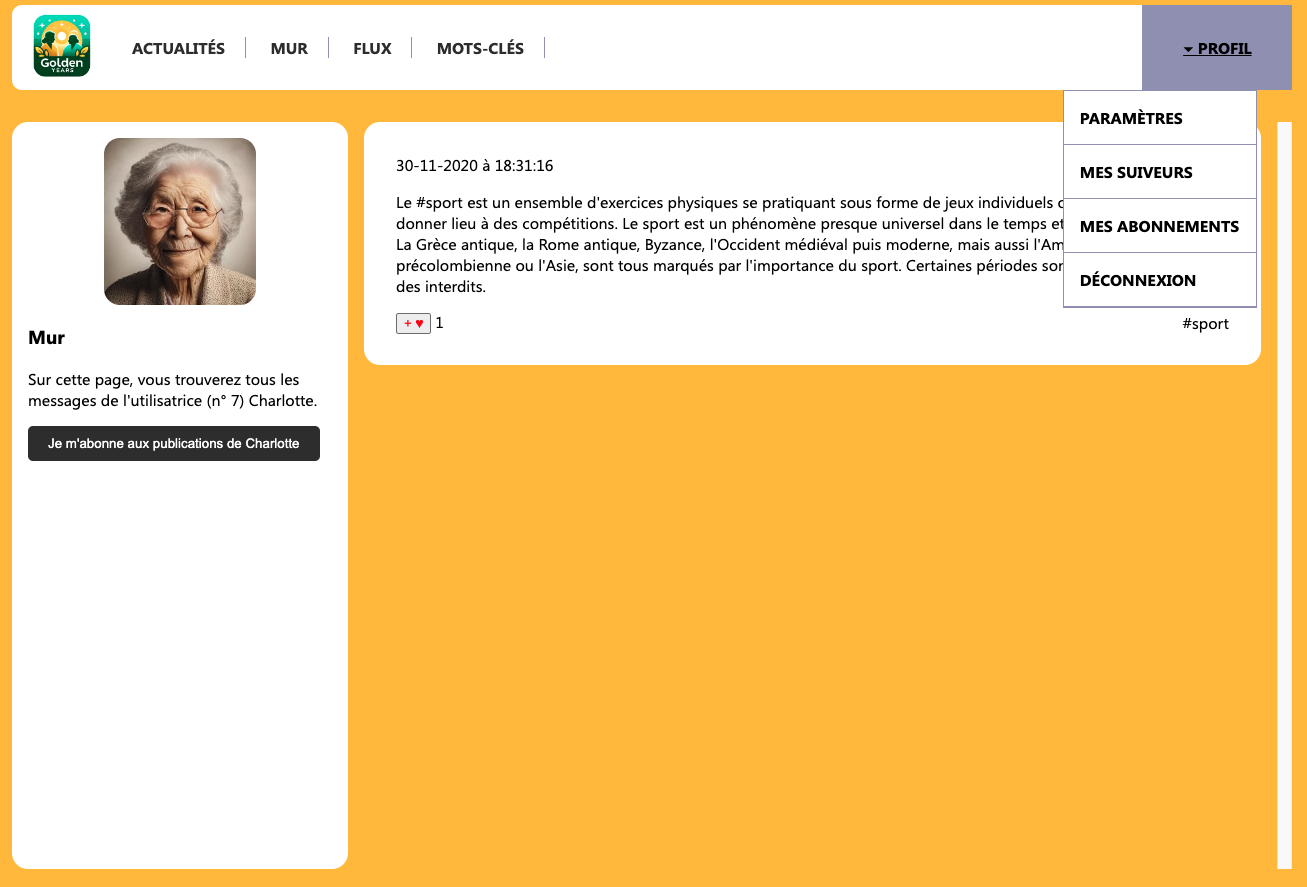 Golden
YEARS
ACTUALITÉS
MUR
FLUX
MOTS-CLÉS
PROFIL
PARAMÈTRES
MES SUIVEURS
MES ABONNEMENTS
DÉCONNEXION
Mur
Sur cette page, vous trouverez tous les
messages de l'utilisatrice (n° 7) Charlotte.
Je m'abonne aux publications de Charlotte
30-11-2020 à 18:31:16
Le #sport est un ensemble d'exercices physiques se pratiquant sous forme de jeux individuels
donner lieu à des compétitions. Le sport est un phénomène presque universel dans le temps et
La Grèce antique, la Rome antique, Byzance, l'Occident médiéval puis moderne, mais aussi l'Am
précolombienne ou l'Asie, sont tous marqués par l'importance du sport. Certaines périodes
des interdits.
+ ♥ 1
#sport